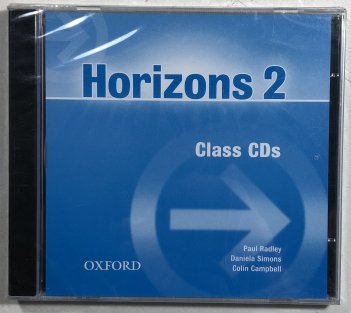 Horizons 2
Class CDs
Paul Radley
Daniela Simons
OXFORD
Colin Campbell